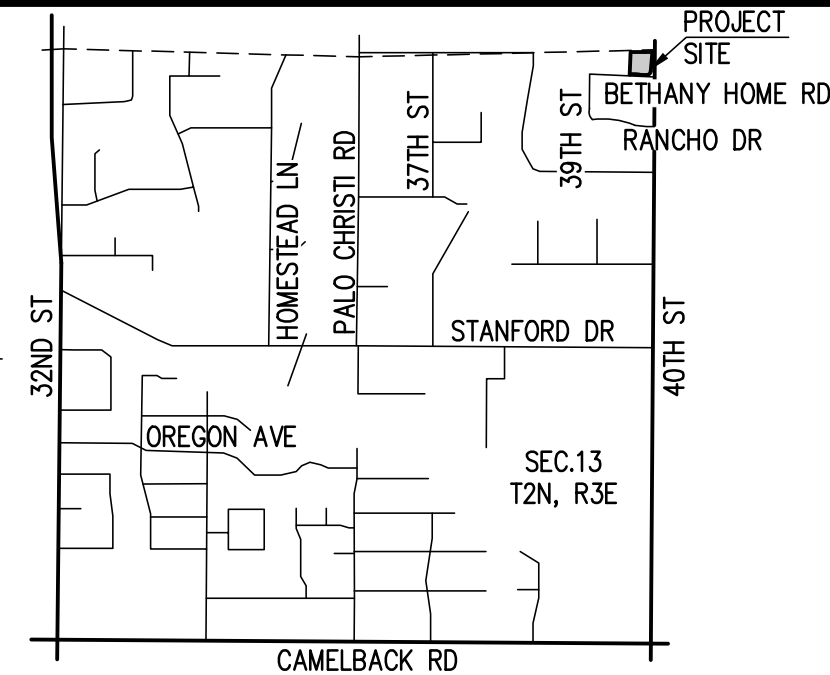 PROJECT
SITE
BETHANY HOME RD
RANCHO DR
39TH ST
37TH ST
PALO CHRISTI RD
HOMESTEAD LN
32ND ST
STANFORD DR
40TH ST
OREGON AVE
SEC.13
T2N, R3E
CAMELBACK RD